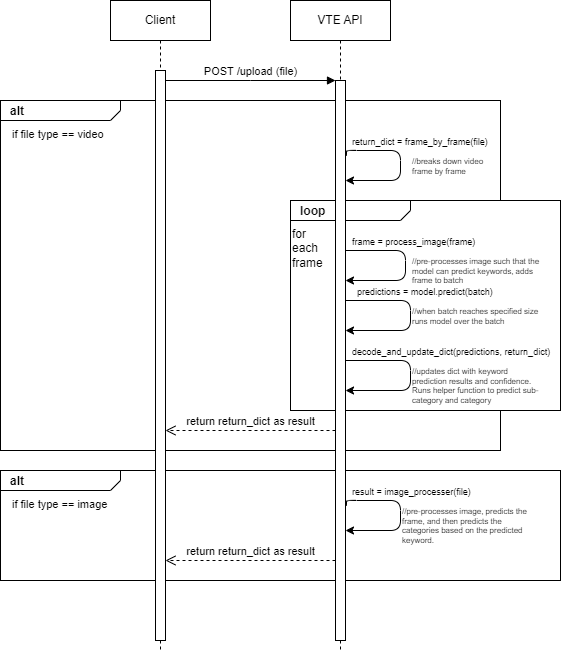 Client
VTE API
POST /upload (file)
alt
if file type == video
return_dict = frame_by_frame(file)
//breaks down video
frame by frame
loop
for
each
frame
frame = process_image(frame)
//pre-processes image such that the
model can predict keywords, adds
frame to batch
predictions = model.predict(batch)
//when batch reaches specified size
runs model over the batch
decode_and_update_dict(predictions, return_dict)
//updates dict with keyword
prediction results and confidence.
Runs helper function to predict sub-
category and category
return return_dict as result
alt
if file type == image
result = image_processer(file)
//pre-processes image, predicts the
frame, and then predicts the
categories based on the predicted
keyword.
return return_dict as result